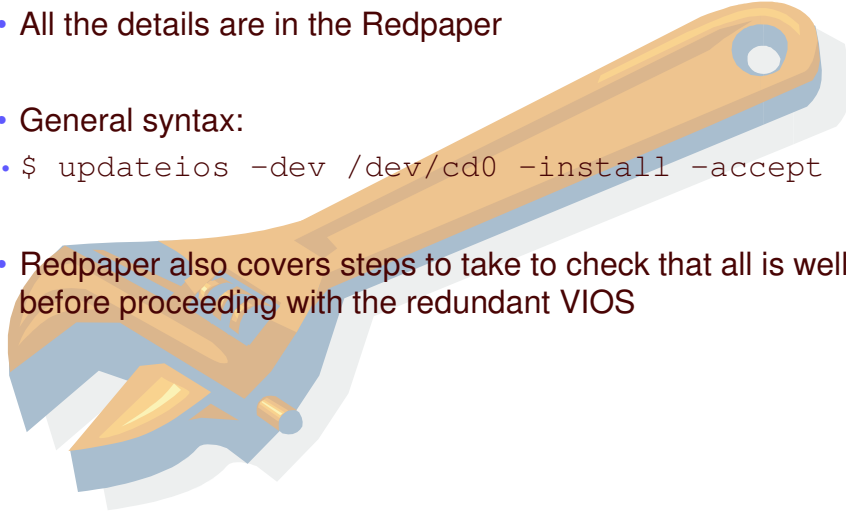 • All the details are in the Redpaper
• General syntax:
• $ updateios –dev /dev/cd0 –install –accept
• Redpaper also covers steps to take to check that all is well
before proceeding with the redundant VIOS